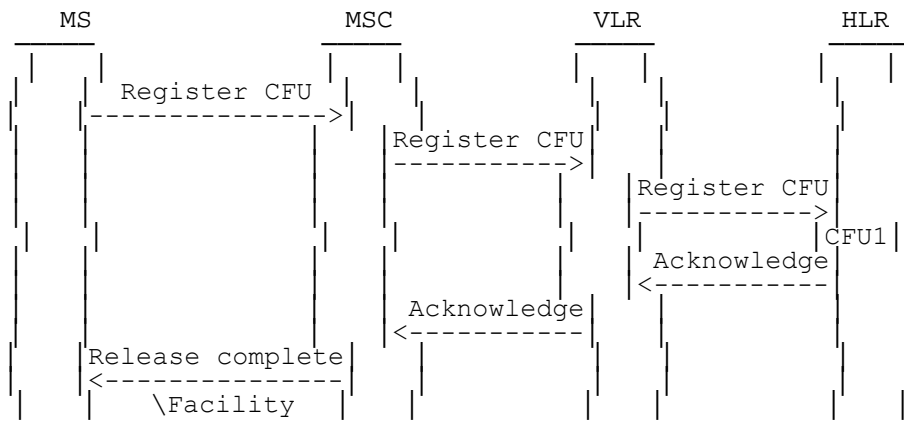 MS MSC VLR HLR
Register CFU
Register CFU
Register CFU
CFU1
Acknowledge
Acknowledge
Release complete
\Facility